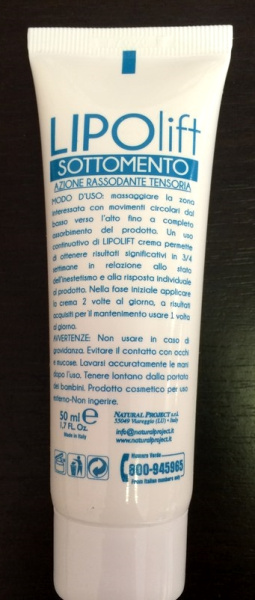 LIPOlift
SOTTOMENTO
AZIONE RASSODANTE TENSORIA
MODO D'USO: massaggiare la zona
interessata con movimenti circolari dal
basso verso l'alto fino a completo
assorbimento del prodotto. Un uso
continuativo di LIPOLIFT crema permette
di ottenere risultati significativi in 3/4
settimane in relazione allo stato
dell'inestetismo e alla risposta individuale
al prodotto. Nella fase iniziale applicare
la crema 2 volte al giorno, a risultati
acquisiti per il mantenimento usare 1 volta
al giorno.
AVVERTENZE: Non usare in caso di
gravidanza. Evitare il contatto con occhi
e mucose. Lavarsi accuratamente le mani
dopo l'uso. Tenere lontano dalla portata
dei bambini. Prodotto cosmetico per uso
esterno-Non ingerire.
50 ml e
1.7 FL. Oz.
Made in Italy
NATURAL PROJECT s.r.l.
55049 Viareggio (LU) • Italy
info@naturalproject.it
www.naturalproject.it
Numero Verde
800-945965
From Italian numbers only